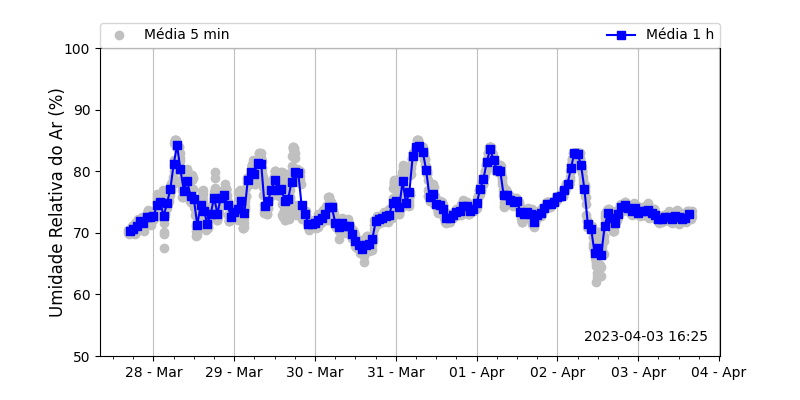 Média 5 min Média 1 h
Umidade Relativa do Ar (%)
100
90
80
70
60
50
2023-04-03 16:25
28 - Mar 29 - Mar 30 - Mar 31 - Mar 01 - Apr 02 - Apr 03 - Apr 04 - Apr